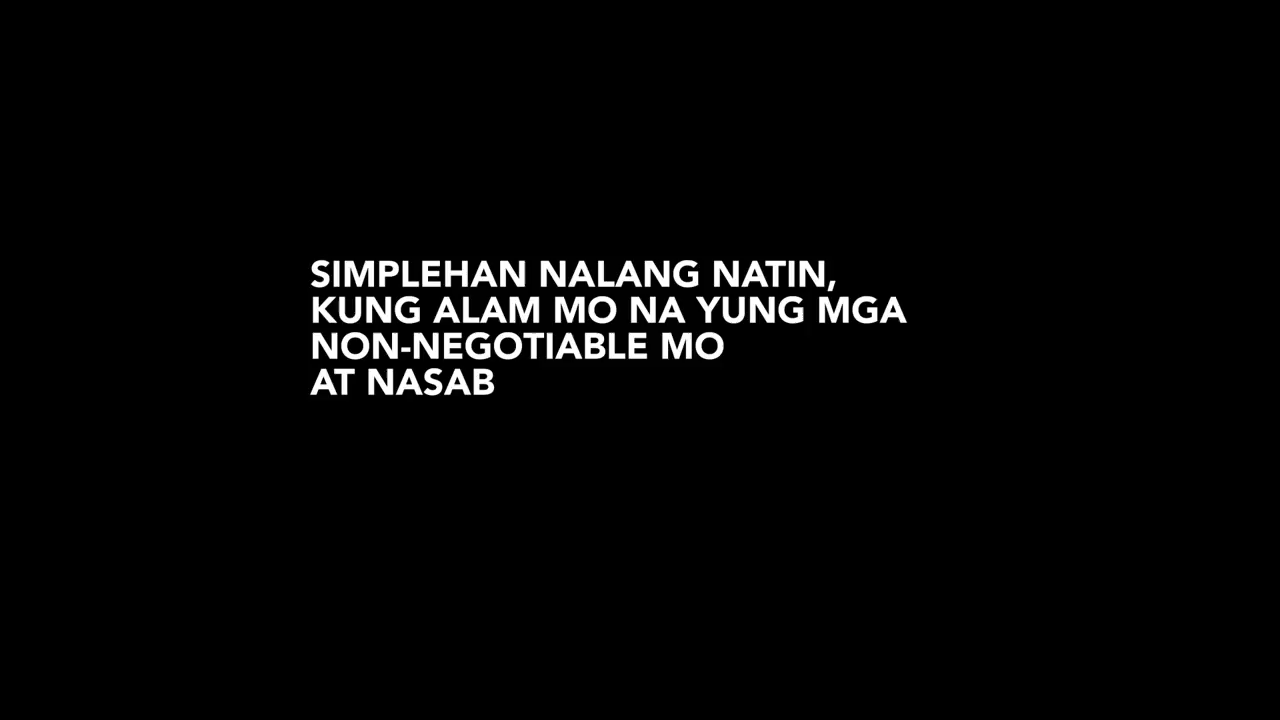 SIMPLEHAN NALANG NATIN,
KUNG ALAM MO NA YUNG MGA
NON-NEGOTIABLE MO
AT NASAB